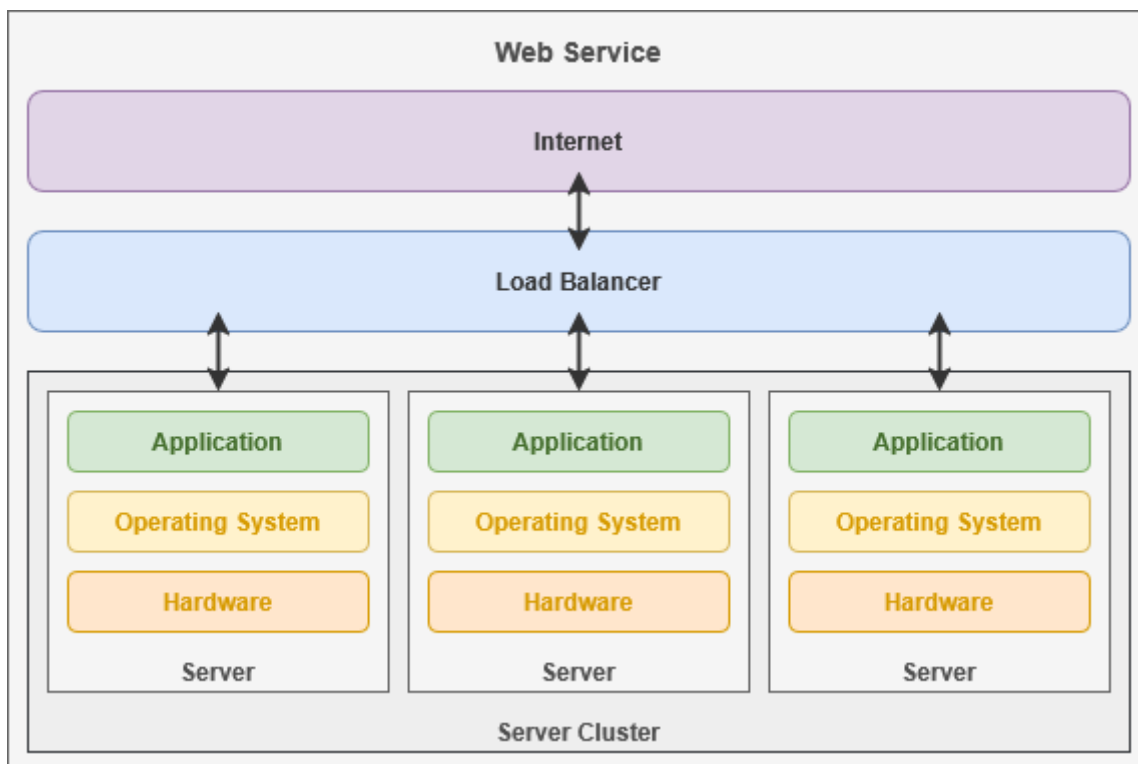 Web Service
Internet
Load Balancer
Application
Application
Application
Operating System
Operating System
Operating System
Hardware
Hardware
Hardware
Server
Server
Server
Server Cluster